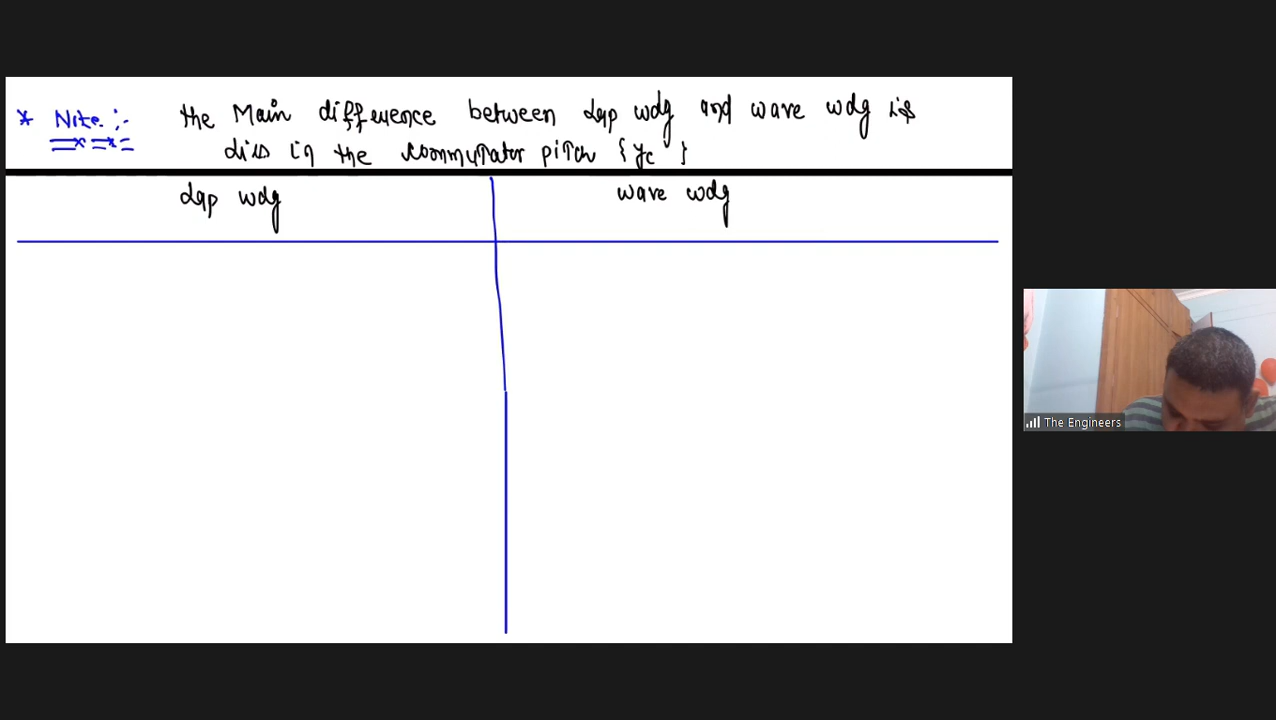 * Note :-
the Main difference between Lap wdg and wave wdg is
dies in the commutator pitch {yc }
Lap wdg
wave wdg
The Engineers